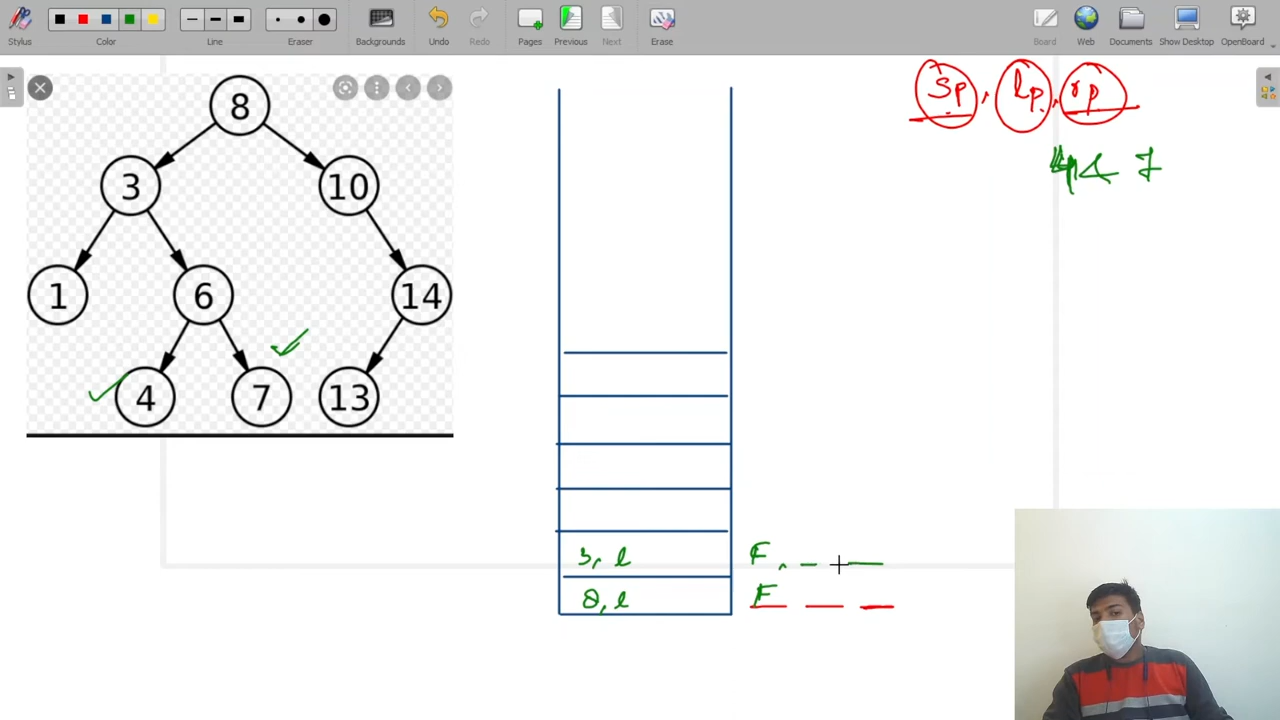 Stylus Color Line Eraser Backgrounds Undo Redo Pages Previous Next Erase Board Web Documents Show Desktop OpenBoard
sp, lp, rp
7
8
3 10
1 6 14
4 7 13
3, l F, _ _
8, l F _ _